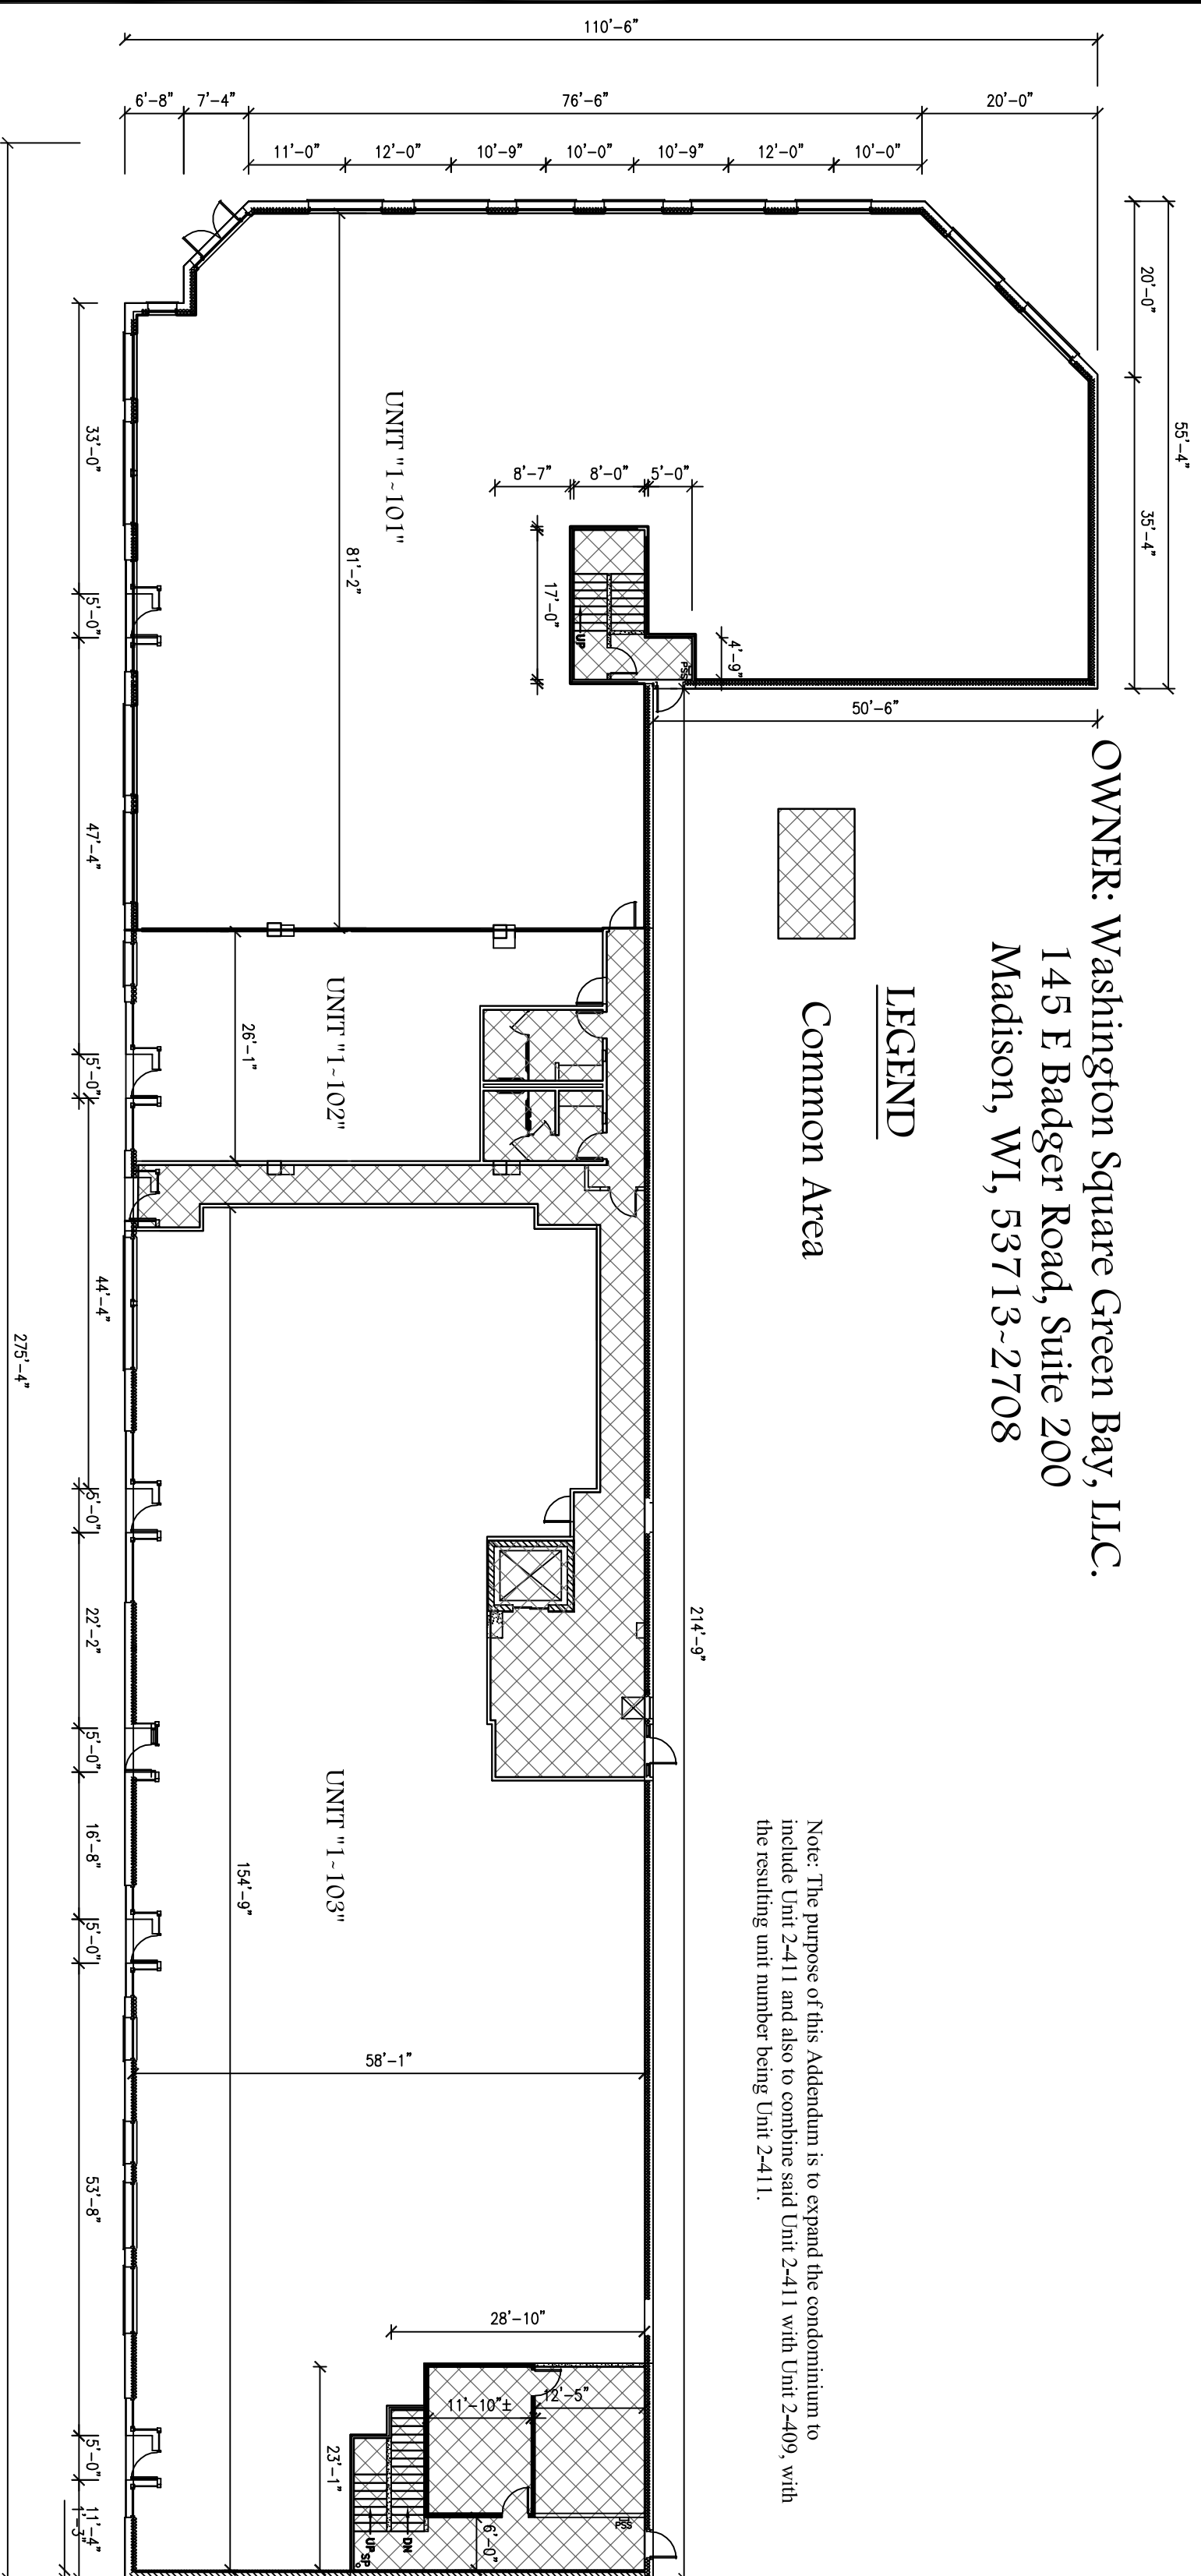 110'-6"
6'-8" 7'-4" 76'-6" 20'-0"
11'-0" 12'-0" 10'-9" 10'-0" 10'-9" 12'-0" 10'-0"
20'-0"
55'-4"
35'-4"
33'-0"
UNIT "1~101"
8'-7" 8'-0" 5'-0"
81'-2"
17'-0"
UP
4'-9"
PSS
5'-0"
50'-6"
OWNER: Washington Square Green Bay, LLC.
145 E Badger Road, Suite 200
Madison, WI, 53713~2708
LEGEND
Common Area
47'-4"
UNIT "1~102"
26'-1"
5'-0"
44'-4"
275'-4"
5'-0"
214'-9"
22'-2"
5'-0"
UNIT "1~103"
154'-9"
16'-8"
5'-0"
Note: The purpose of this Addendum is to expand the condominium to
include Unit 2-411 and also to combine said Unit 2-411 with Unit 2-409, with
the resulting unit number being Unit 2-411.
58'-1"
53'-8"
28'-10"
11'-10"± 12'-5"
23'-1"
5'-0"
11'-4"
1'-3"
6'-0"
PSS
DN
UP
SP